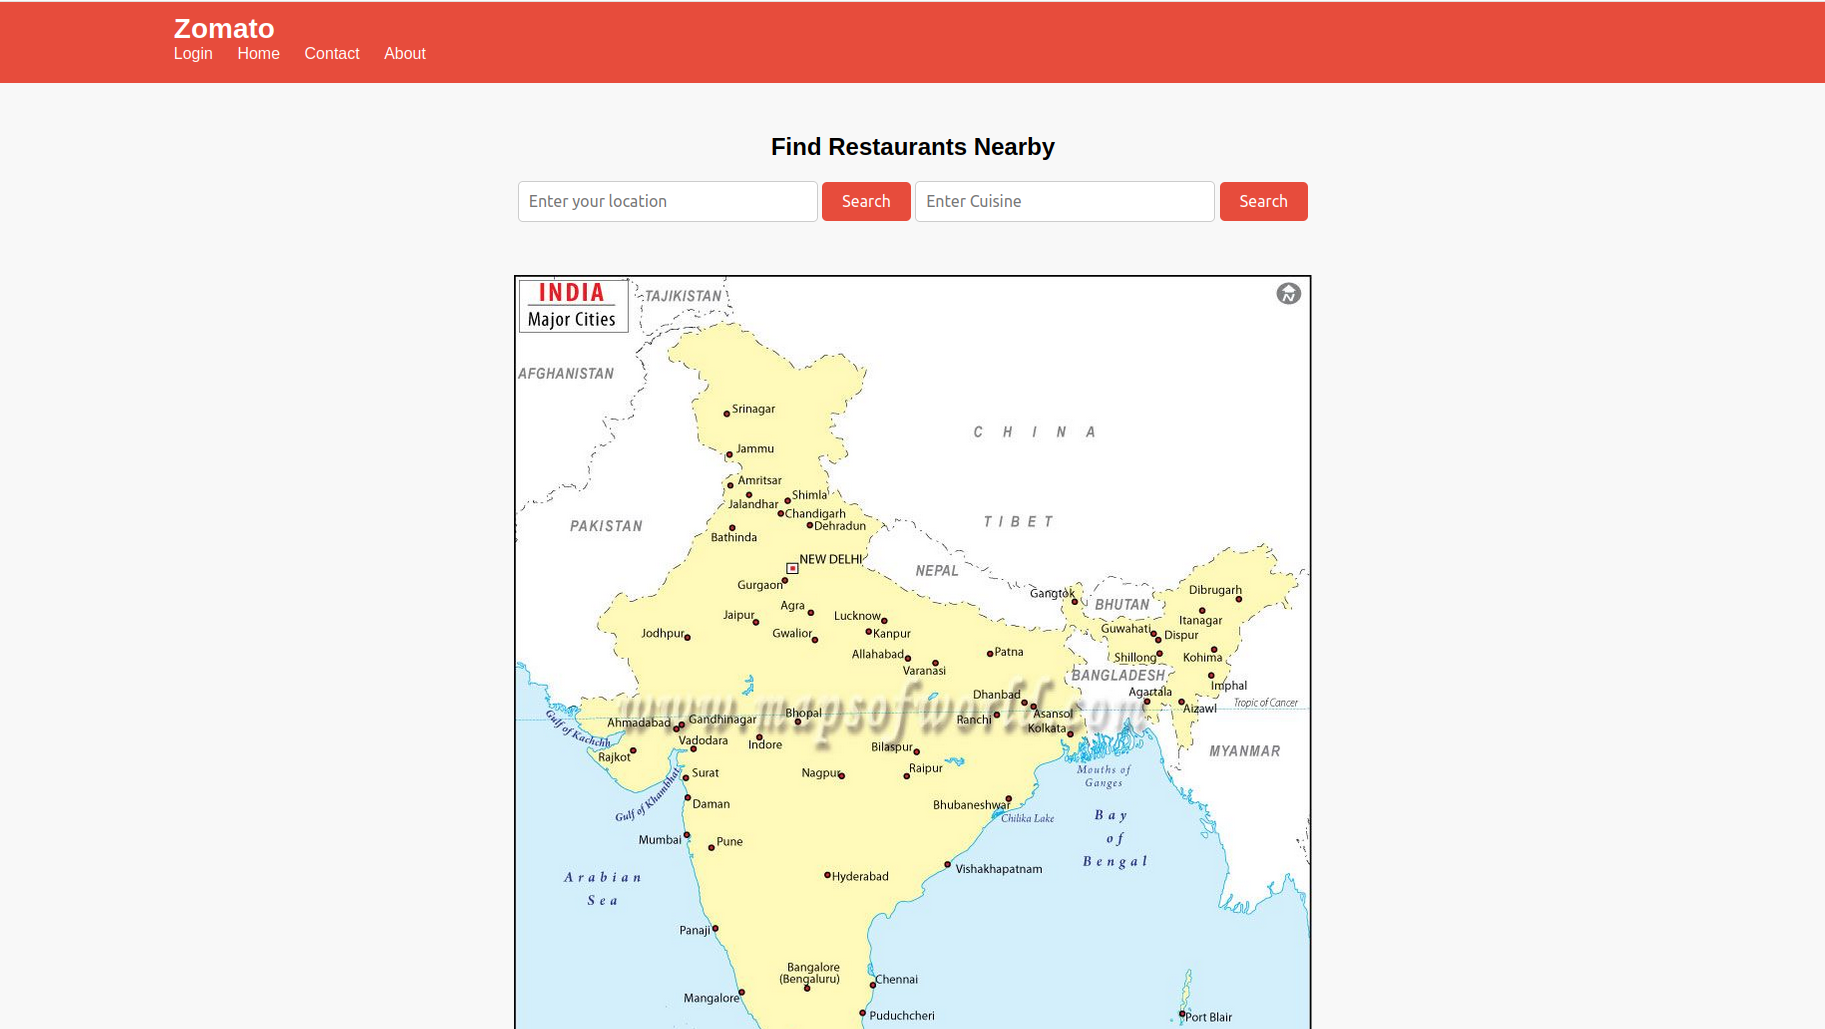 Zomato
Login Home Contact About
Find Restaurants Nearby
Enter your location Search Enter Cuisine Search
INDIA
Major Cities
TAJIKISTAN
AFGHANISTAN
Srinagar
CHINA
Jammu
Amritsar
Shimla
Jalandhar
Chandigarh
PAKISTAN
TIBET
Dehradun
Bathinda
NEW DELHI
NEPAL
Gurgaon
Gangtok
Dibrugarh
BHUTAN
Agra
Jaipur
Lucknow
Itanagar
Jodhpur
Gwalior
Kanpur
Guwahati
Dispur
Allahabad
Patna
Shillong
Kohima
Varanasi
BANGLADESH
Imphal
Dhanbad
Agartala
Tropic of Cancer
www.mapsofworld.com
Ahmadabad
Gandhinagar
Bhopal
Ranchi
Asansol
Aizawl
Kolkata
Gulf of Kachchh
Vadodara
Indore
Bilaspur
MYANMAR
Rajkot
Surat
Nagpur
Raipur
Mouths of
Ganges
Gulf of Khambhat
Daman
Bhubaneshwar
Chilika Lake
Bay
of
Bengal
Mumbai
Pune
Vishakhapatnam
Arabian
Sea
Hyderabad
Panaji
Bangalore
(Bengaluru)
Chennai
Mangalore
Puduchcheri
Port Blair
N